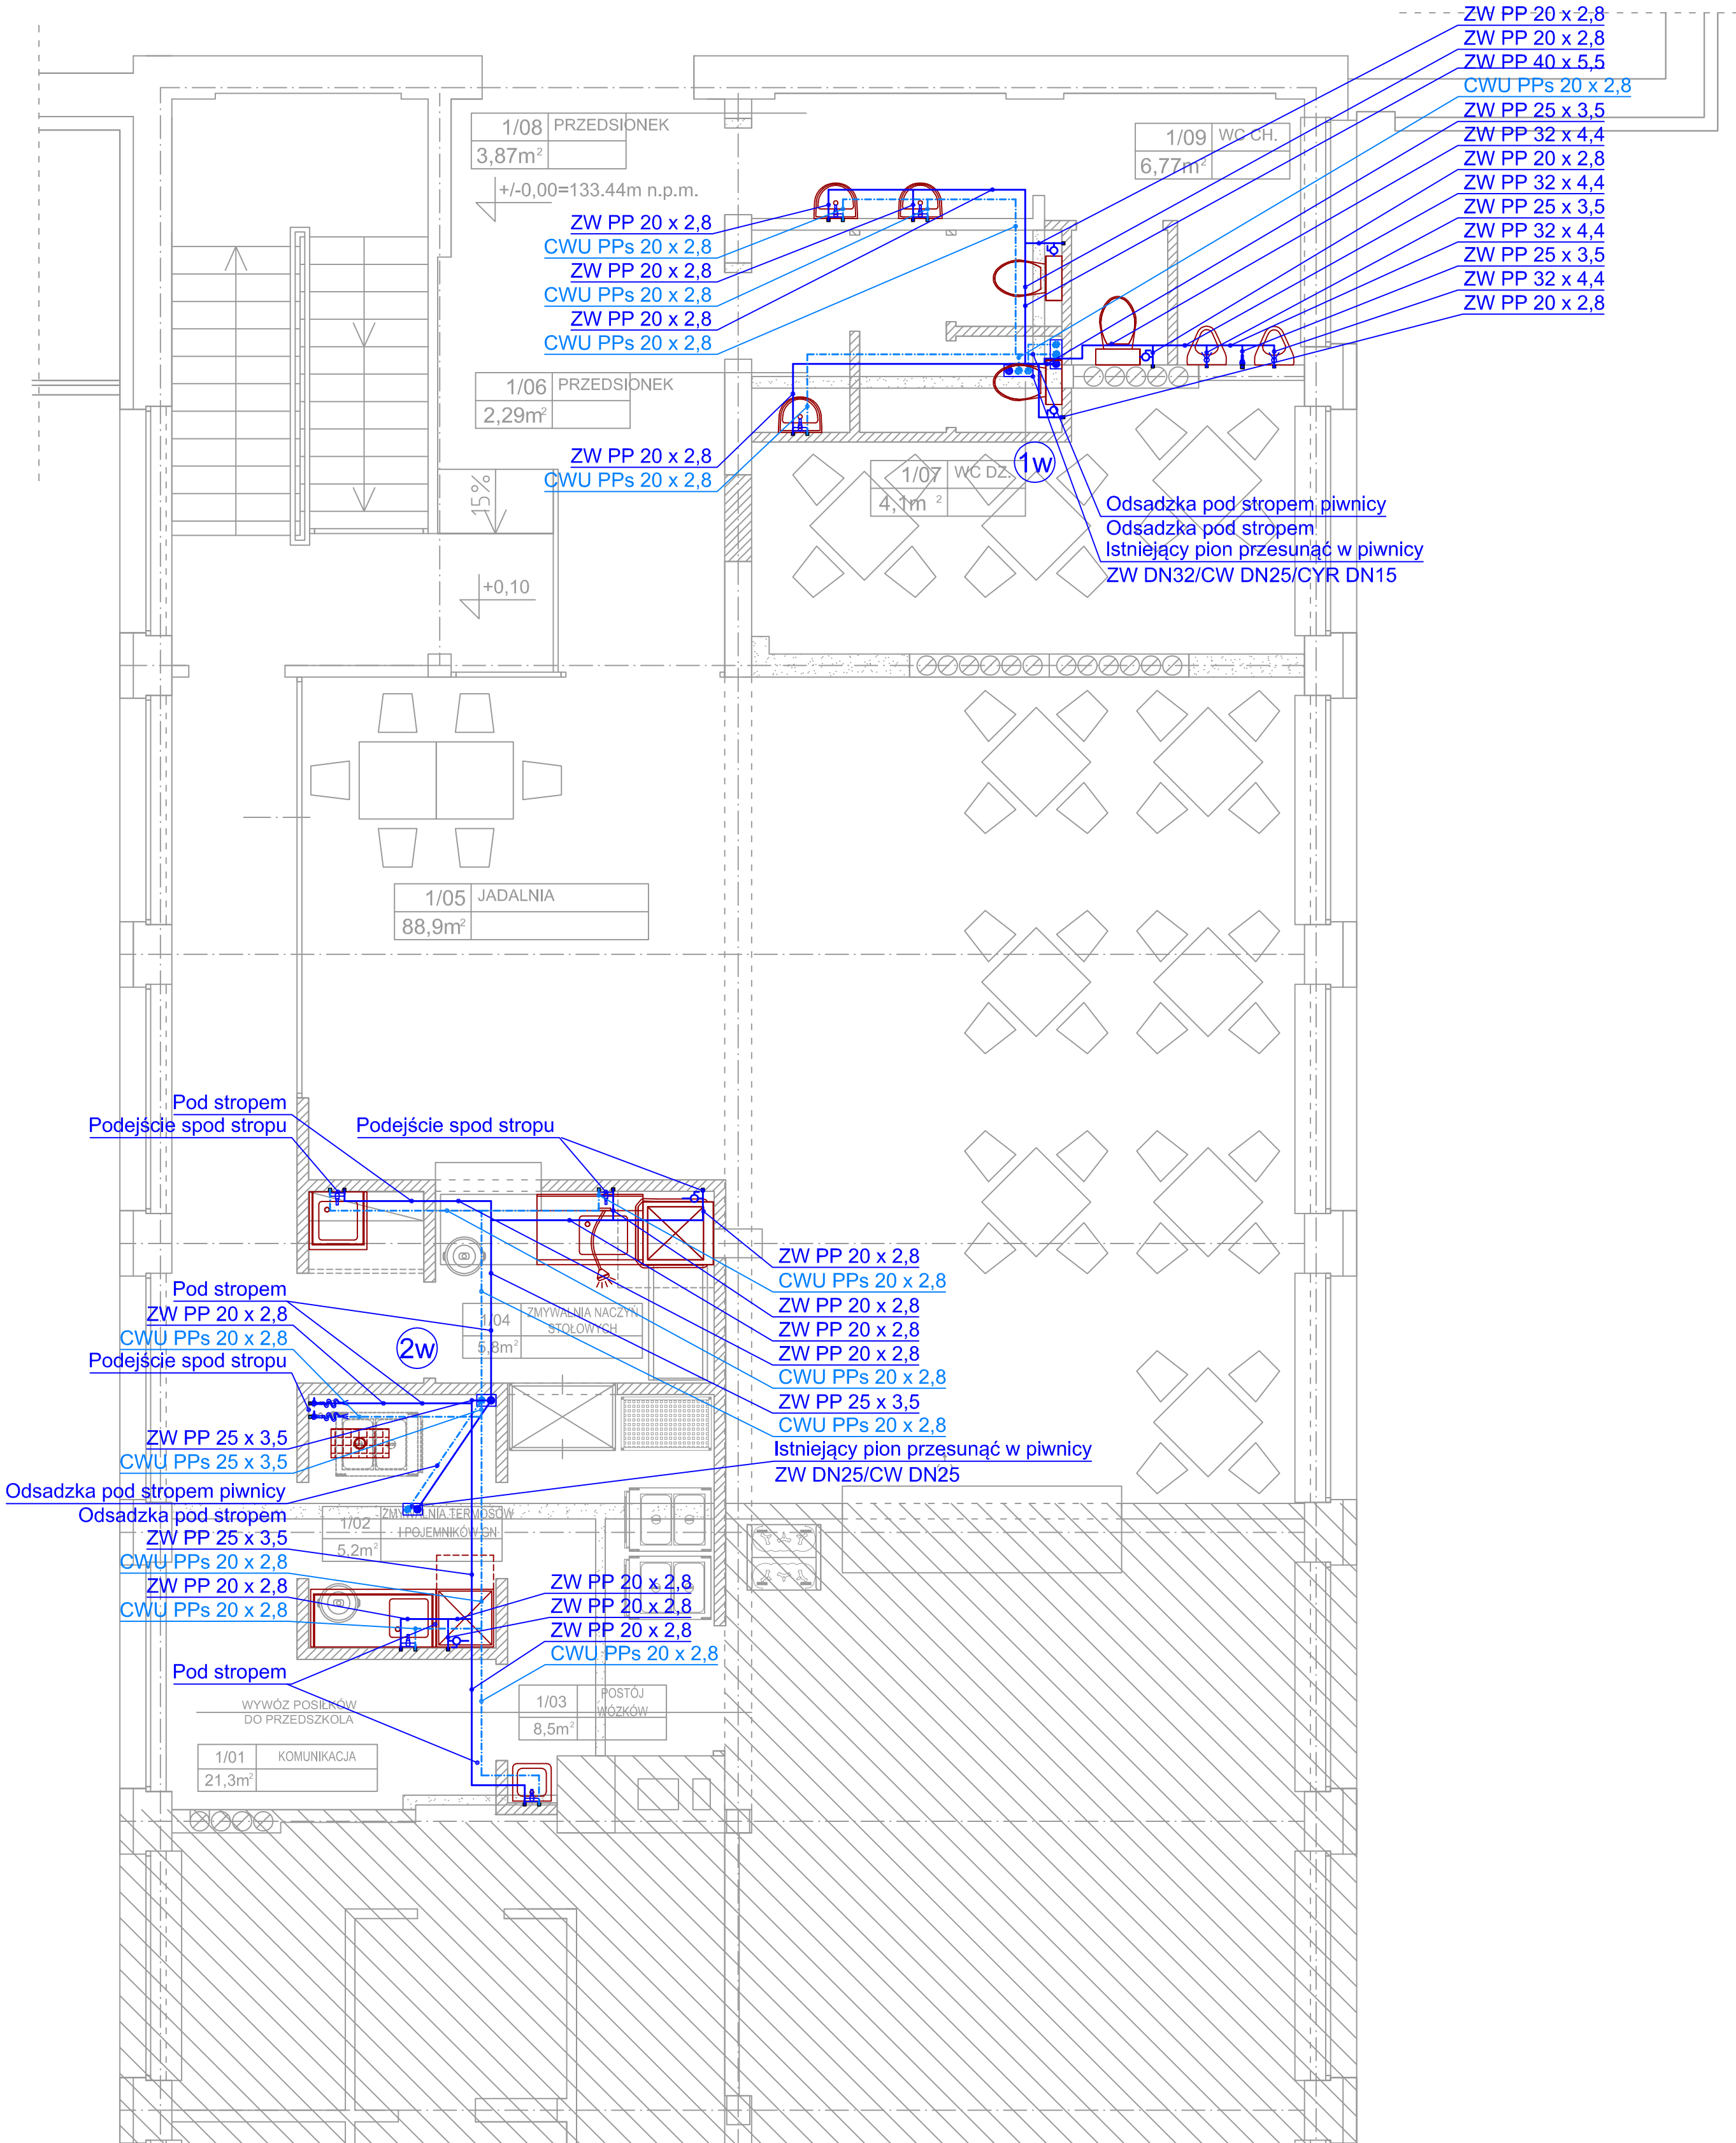 ZW PP 20 x 2,8
ZW PP 20 x 2,8
ZW PP 40 x 5,5
CWU PPs 20 x 2,8
ZW PP 25 x 3,5
ZW PP 32 x 4,4
ZW PP 20 x 2,8
ZW PP 32 x 4,4
ZW PP 25 x 3,5
ZW PP 32 x 4,4
ZW PP 25 x 3,5
ZW PP 32 x 4,4
ZW PP 20 x 2,8
1/08 PRZEDSIONEK
3,87m²
+/-0,00=133.44m n.p.m.
1/09 WC CH.
6,77m²
ZW PP 20 x 2,8
CWU PPs 20 x 2,8
ZW PP 20 x 2,8
CWU PPs 20 x 2,8
ZW PP 20 x 2,8
CWU PPs 20 x 2,8
1/06 PRZEDSIONEK
2,29m²
ZW PP 20 x 2,8
CWU PPs 20 x 2,8
15%
1w
1/07 WC DZ.
4,1m ²
Odsadzka pod stropem piwnicy
Odsadzka pod stropem
Istniejący pion przesunąć w piwnicy
ZW DN32/CW DN25/CYR DN15
+0,10
1/05 JADALNIA
88,9m²
Pod stropem
Podejście spod stropu
Podejście spod stropu
ZW PP 20 x 2,8
CWU PPs 20 x 2,8
ZW PP 20 x 2,8
ZW PP 20 x 2,8
ZW PP 20 x 2,8
CWU PPs 20 x 2,8
ZW PP 25 x 3,5
CWU PPs 20 x 2,8
Istniejący pion przesunąć w piwnicy
ZW DN25/CW DN25
Pod stropem
ZW PP 20 x 2,8
CWU PPs 20 x 2,8
Podejście spod stropu
1/04 ZMYWALNIA NACZYŃ
STOŁOWYCH
5,8m²
2w
ZW PP 25 x 3,5
CWU PPs 25 x 3,5
Odsadzka pod stropem piwnicy
Odsadzka pod stropem
1/02 ZMYWALNIA TERMOSÓW
I POJEMNIKÓW GN
5,2m²
ZW PP 25 x 3,5
CWU PPs 20 x 2,8
ZW PP 20 x 2,8
CWU PPs 20 x 2,8
ZW PP 20 x 2,8
ZW PP 20 x 2,8
ZW PP 20 x 2,8
CWU PPs 20 x 2,8
Pod stropem
WYWÓZ POSIŁKÓW
DO PRZEDSZKOLA
1/03 POSTÓJ
WÓZKÓW
8,5m²
1/01 KOMUNIKACJA
21,3m²